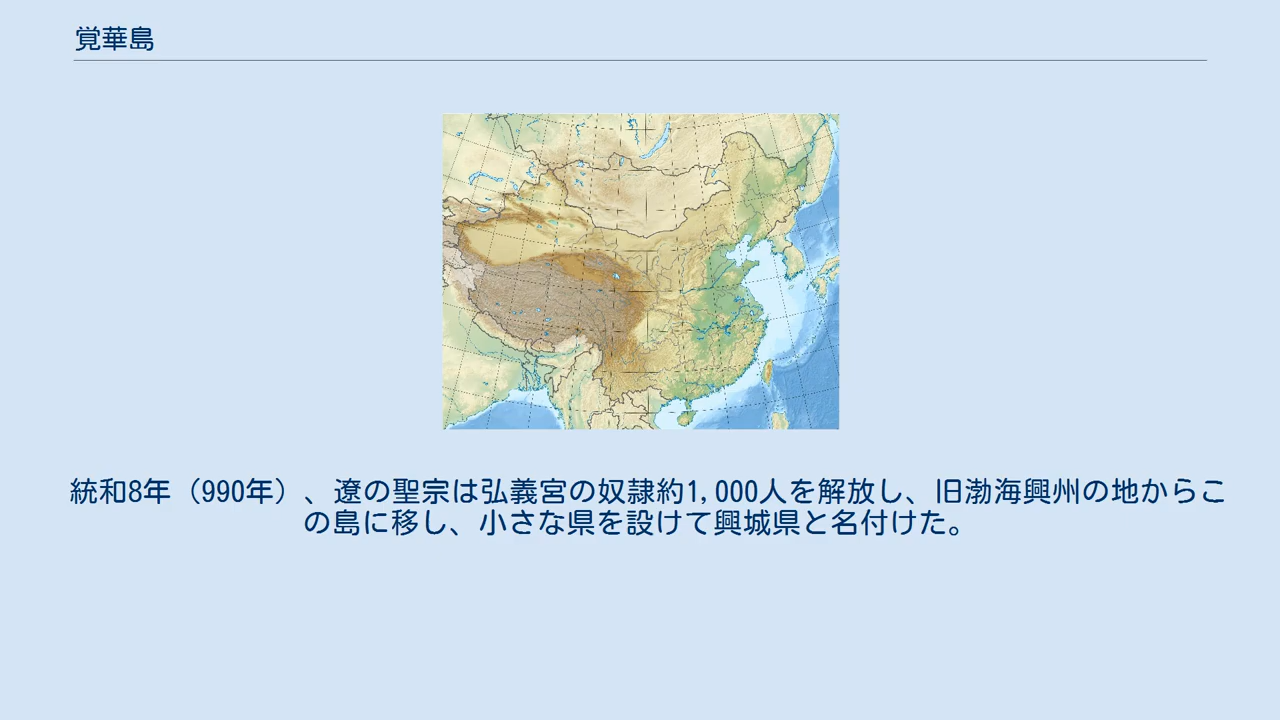 覚華島
統和8年（990年）、遼の聖宗は弘義宮の奴隷約1,000人を解放し、旧渤海興州の地からこ
の島に移し、小さな県を設けて興城県と名付けた。